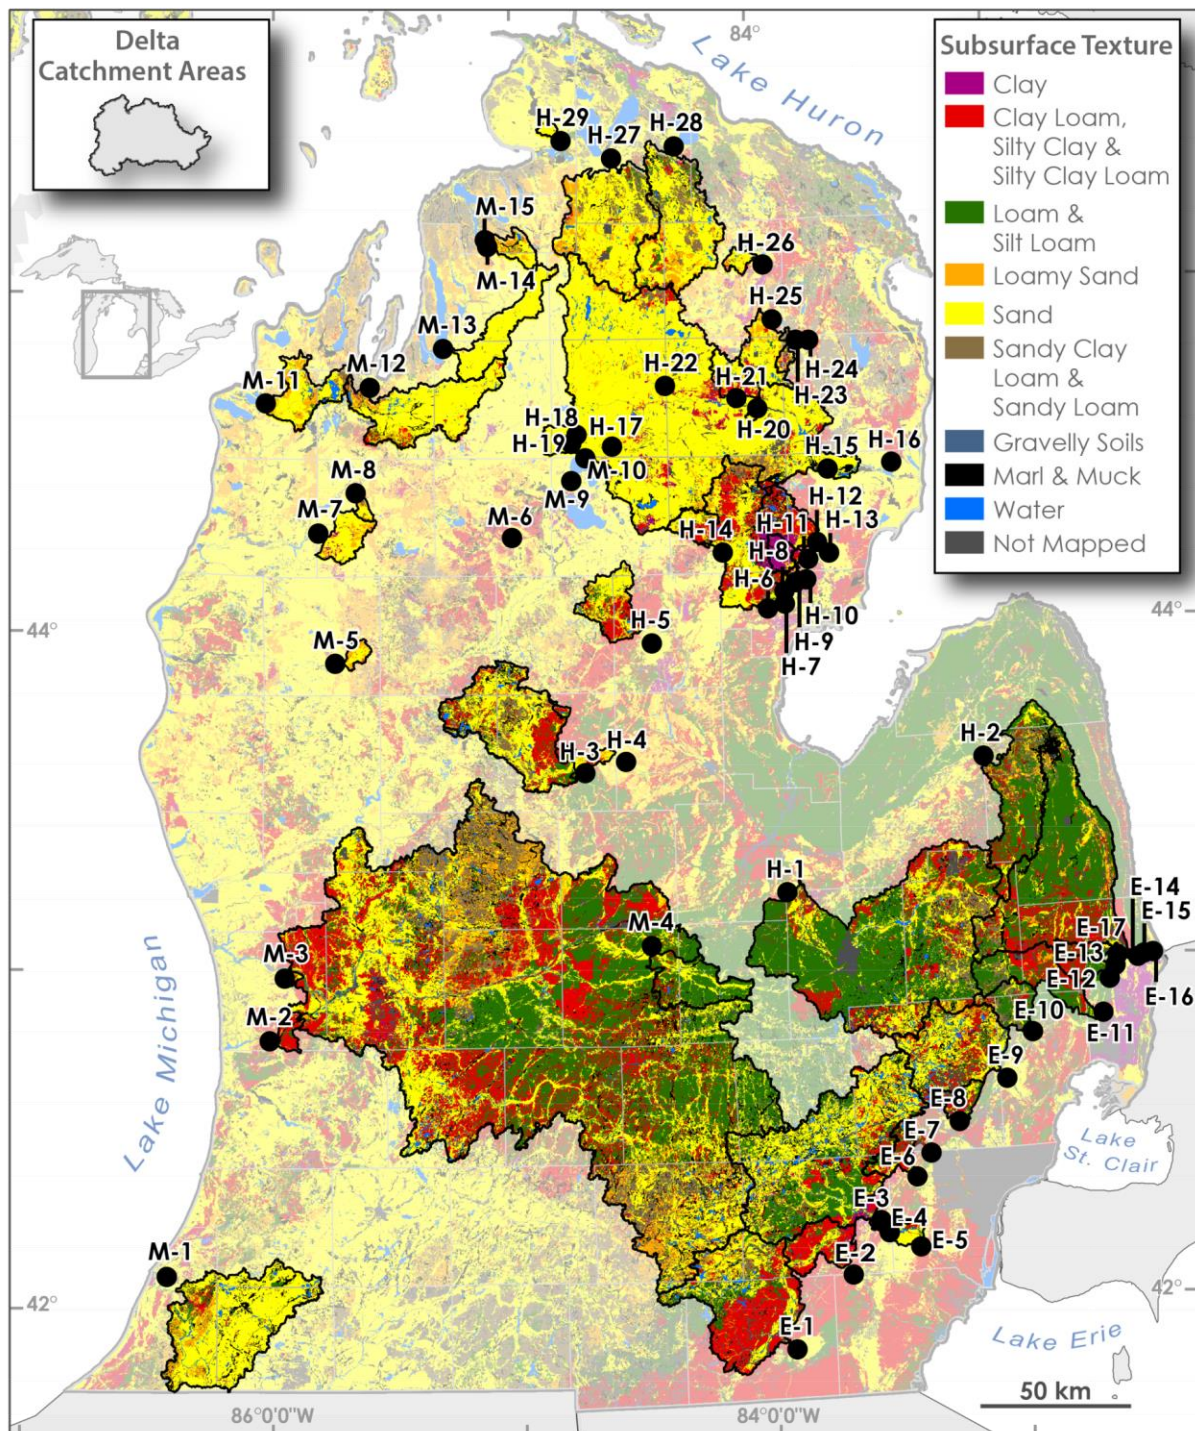 Delta
Catchment Areas
84°
Lake Huron
Subsurface Texture
Clay
Clay Loam,
Silty Clay &
Silty Clay Loam
Loam &
Silt Loam
Loamy Sand
Sand
Sandy Clay
Loam &
Sandy Loam
Gravelly Soils
Marl & Muck
Water
Not Mapped
H-29
H-27
H-28
M-15
M-14
H-26
H-25
M-13
H-24
H-23
M-12
M-11
H-22
H-21
H-20
H-18
H-17
H-19
M-10
M-9
H-15
H-16
M-8
M-7
M-6
H-12
H-13
H-14
H-11
H-8
H-6
H-10
H-9
H-7
H-5
44°
44°
M-5
H-2
H-3
H-4
H-1
E-14
E-15
E-17
E-13
E-12
E-16
E-11
E-10
M-4
M-3
M-2
E-9
E-8
E-7
E-6
Lake Michigan
Lake
St. Clair
E-3
E-4
E-5
E-2
M-1
42°
42°
E-1
Lake Erie
50 km
86°0'0"W
84°0'0"W